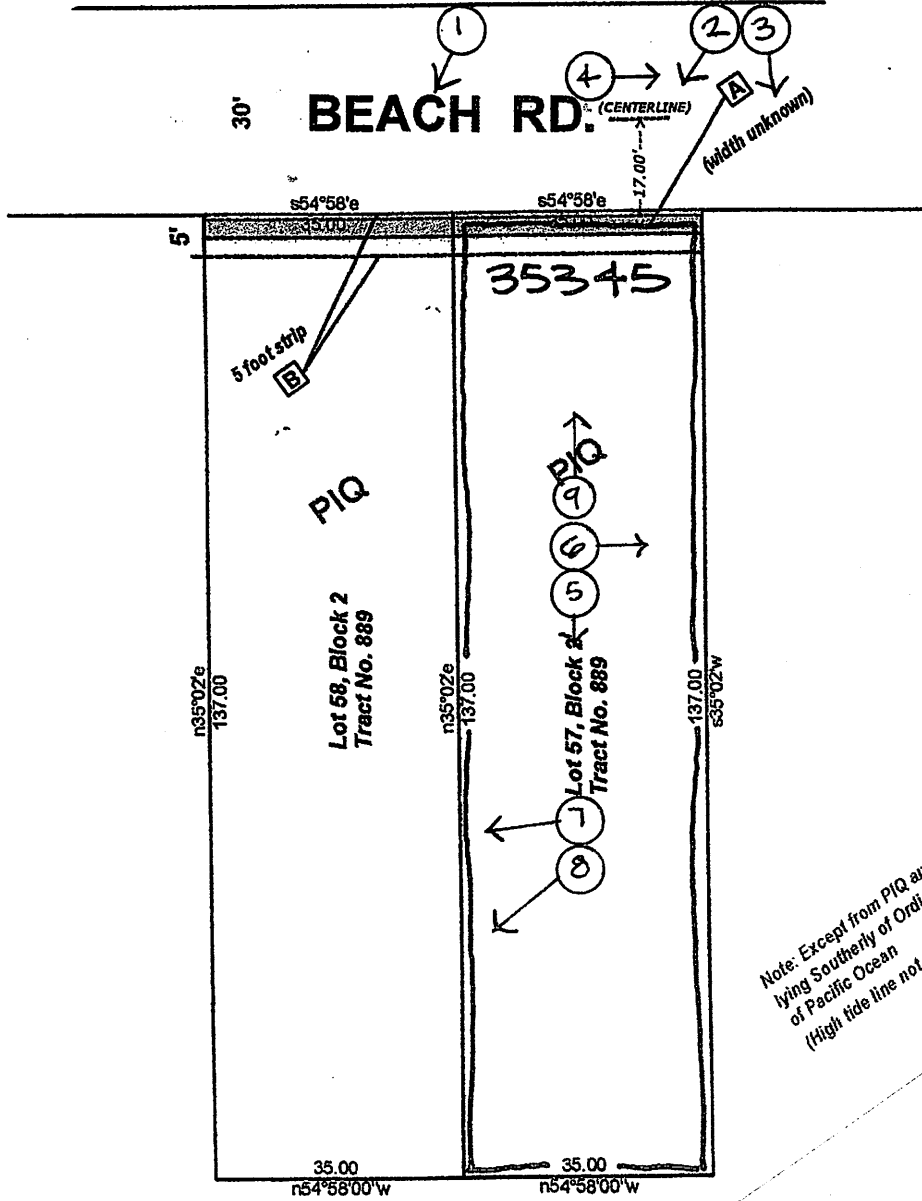 1
2
3
4
A
30'
BEACH RD.
(CENTERLINE)
17.00'
(width unknown)
s54°58'e
s54°58'e
35.00
5'
35345
5 foot strip
B
PIQ
PIQ
9
6
5
Lot 58, Block 2
Tract No. 889
Lot 57, Block 2
Tract No. 889
n35°02'e
137.00
n35°02'e
137.00
137.00
s35°02'w
7
8
Note: Except from PIQ
lying Southerly of
of Pacific Ocean
(High tide line not
35.00
n54°58'00'w
35.00
n54°58'00'w